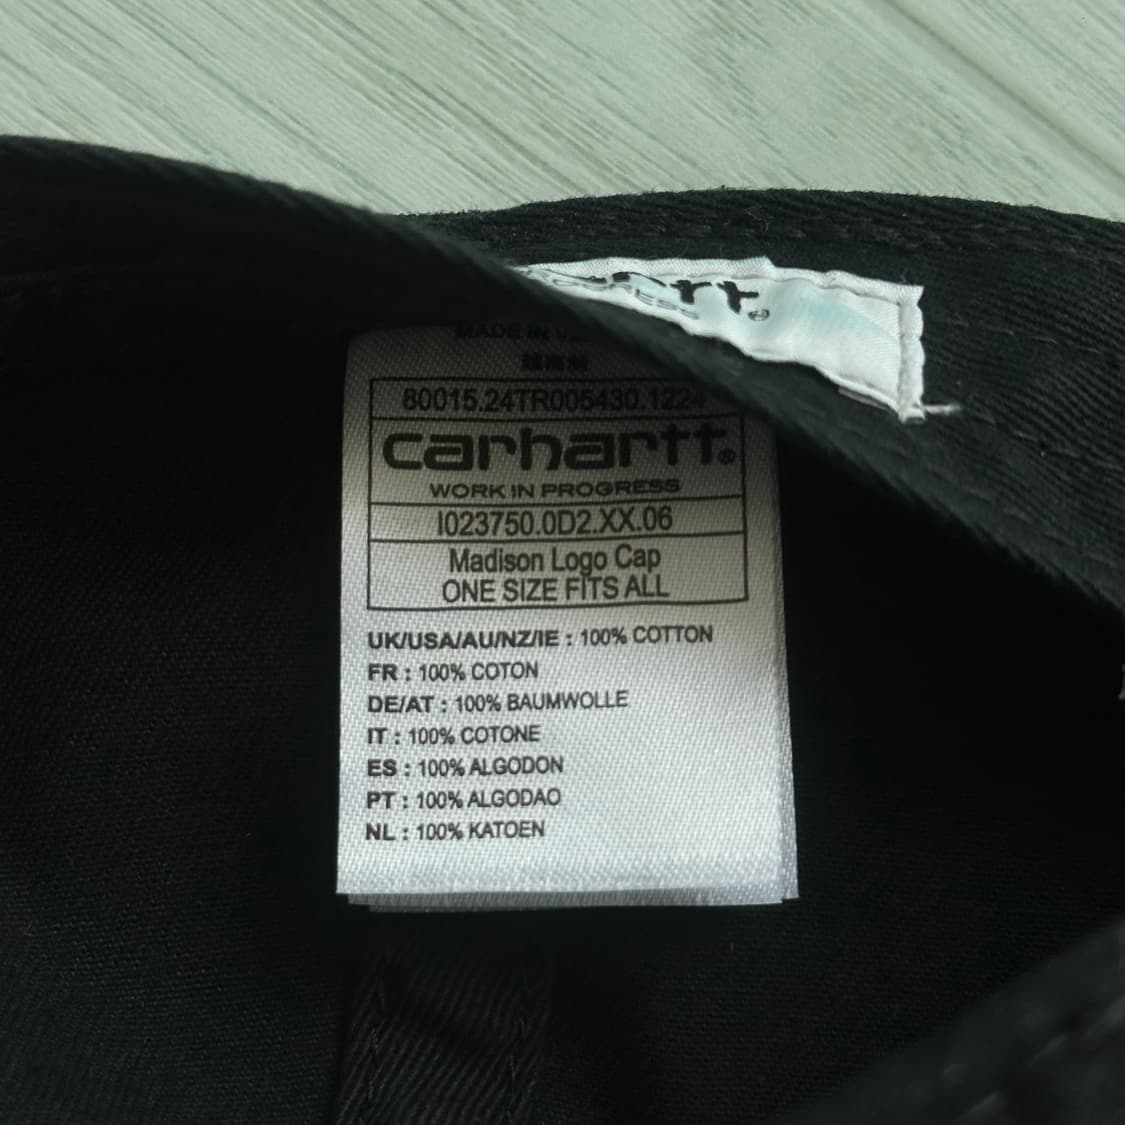 MADE IN
80015.24TR005430.1224
carhartt®
WORK IN PROGRESS
I023750.0D2.XX.06
Madison Logo Cap
ONE SIZE FITS ALL
UK/USA/AU/NZ/IE : 100% COTTON
FR : 100% COTON
DE/AT : 100% BAUMWOLLE
IT : 100% COTONE
ES : 100% ALGODON
PT : 100% ALGODAO
NL : 100% KATOEN